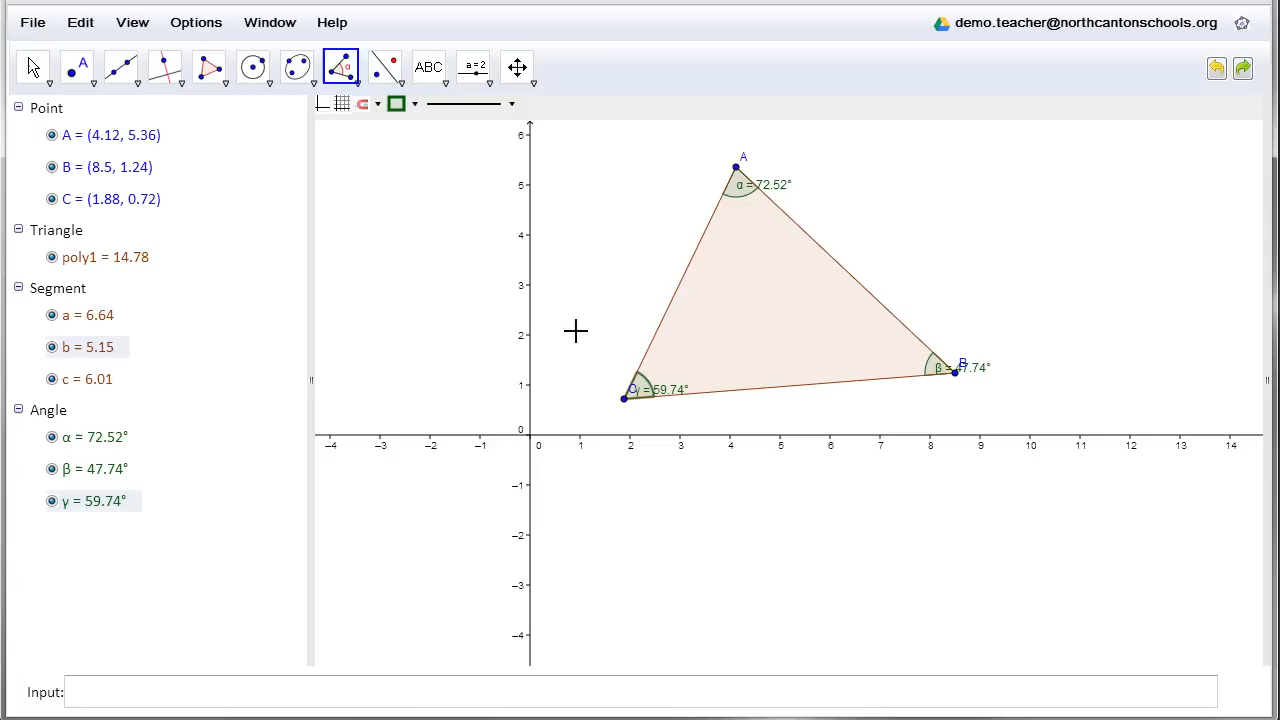 File Edit View Options Window Help demo.teacher@northcantonschools.org
A ABC a = 2
Point
A = (4.12, 5.36)
B = (8.5, 1.24)
C = (1.88, 0.72)
Triangle
poly1 = 14.78
Segment
a = 6.64
b = 5.15
c = 6.01
Angle
α = 72.52°
β = 47.74°
γ = 59.74°
6
A
α = 72.52°
5
4
3
2
B
β = 47.74°
1
C
γ = 59.74°
0
–4 –3 –2 –1 0 1 2 3 4 5 6 7 8 9 10 11 12 13 14
–1
–2
–3
–4
Input: